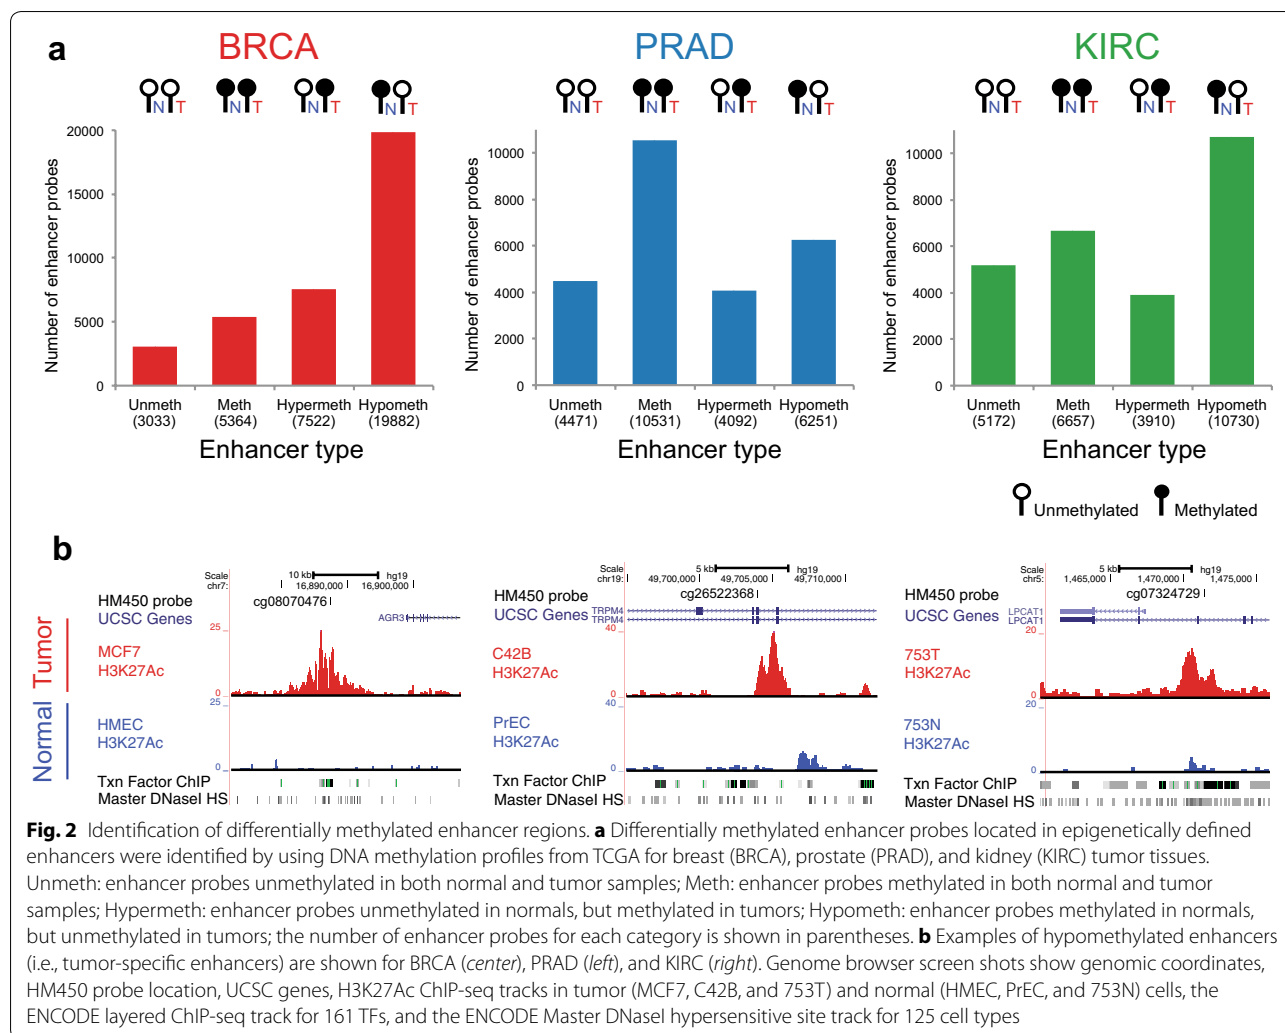 a
BRCA PRAD KIRC
N T N T N T N T
N T N T N T N T
N T N T N T N T
Number of enhancer probes
20000
15000
10000
5000
0
Unmeth Meth Hypermeth Hypometh
(3033) (5364) (7522) (19882)
Enhancer type
Number of enhancer probes
10000
8000
6000
4000
2000
0
Unmeth Meth Hypermeth Hypometh
(4471) (10531) (4092) (6251)
Enhancer type
Number of enhancer probes
10000
8000
6000
4000
2000
0
Unmeth Meth Hypermeth Hypometh
(5172) (6657) (3910) (10730)
Enhancer type
Unmethylated Methylated
b
Tumor
Normal
Scale 10 kb hg19
chr7: 16,890,000 16,900,000
HM450 probe cg08070476
UCSC Genes AGR3
25
MCF7
H3K27Ac
0
25
HMEC
H3K27Ac
0
Txn Factor ChIP
Master DNaseI HS
Scale 5 kb hg19
chr19: 49,700,000 49,705,000 49,710,000
HM450 probe cg26522368
UCSC Genes TRPM4
TRPM4
40
C42B
H3K27Ac
0
40
PrEC
H3K27Ac
0
Txn Factor ChIP
Master DNaseI HS
Scale 5 kb hg19
chr5: 1,465,000 1,470,000 1,475,000
HM450 probe cg07324729
UCSC Genes LPCAT1
LPCAT1
20
753T
H3K27Ac
0
20
753N
H3K27Ac
0
Txn Factor ChIP
Master DNaseI HS
Fig. 2 Identification of differentially methylated enhancer regions. a Differentially methylated enhancer probes located in epigenetically defined
enhancers were identified by using DNA methylation profiles from TCGA for breast (BRCA), prostate (PRAD), and kidney (KIRC) tumor tissues.
Unmeth: enhancer probes unmethylated in both normal and tumor samples; Meth: enhancer probes methylated in both normal and tumor
samples; Hypermeth: enhancer probes unmethylated in normals, but methylated in tumors; Hypometh: enhancer probes methylated in normals,
but unmethylated in tumors; the number of enhancer probes for each category is shown in parentheses. b Examples of hypomethylated enhancers
(i.e., tumor-specific enhancers) are shown for BRCA (center), PRAD (left), and KIRC (right). Genome browser screen shots show genomic coordinates,
HM450 probe location, UCSC genes, H3K27Ac ChIP-seq tracks in tumor (MCF7, C42B, and 753T) and normal (HMEC, PrEC, and 753N) cells, the
ENCODE layered ChIP-seq track for 161 TFs, and the ENCODE Master DNaseI hypersensitive site track for 125 cell types